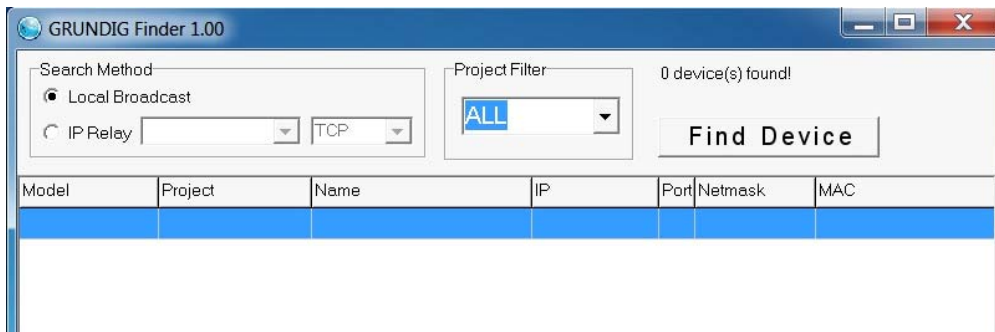 GRUNDIG Finder 1.00
Search Method
Local Broadcast
IP Relay
TCP
Project Filter
ALL
0 device(s) found!
Find Device
Model Project Name IP Port Netmask MAC